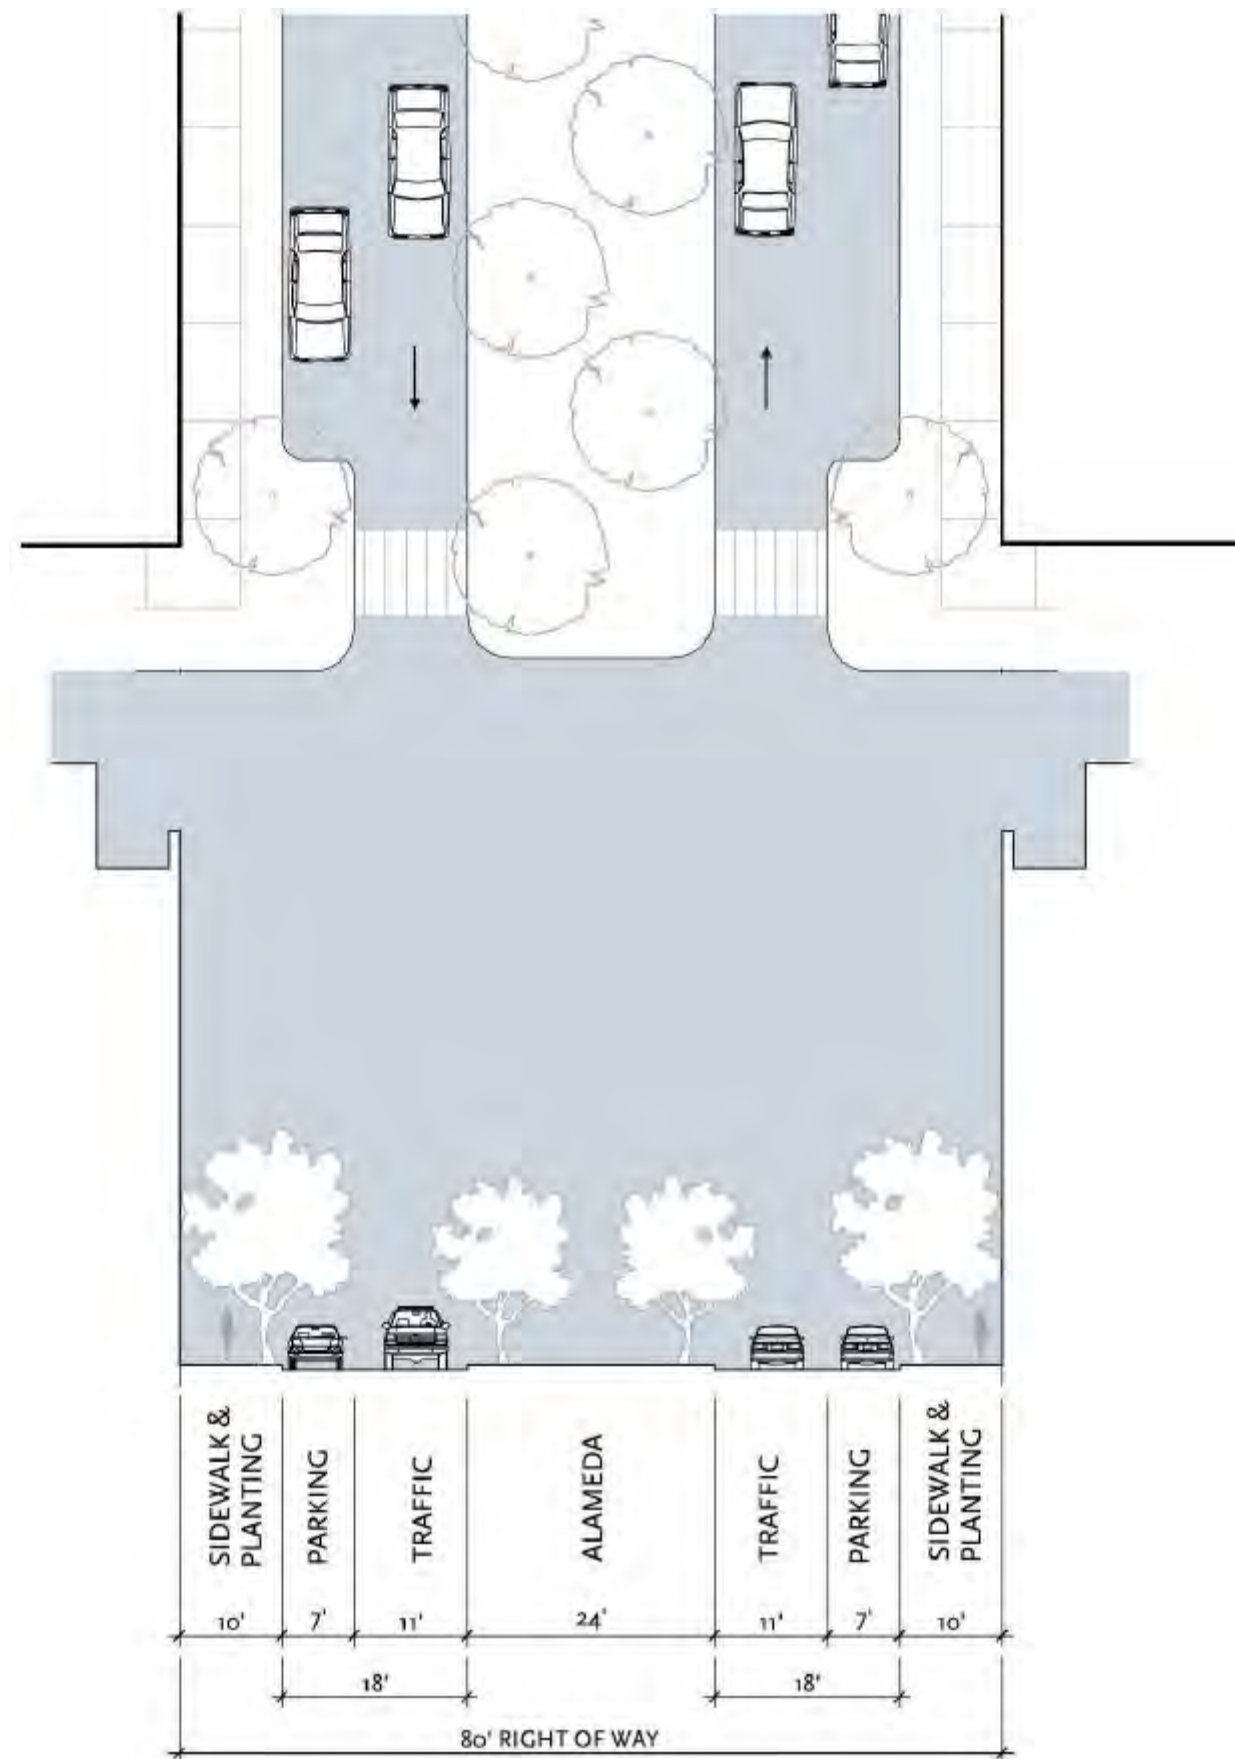 SIDEWALK &
PLANTING
PARKING
TRAFFIC
ALAMEDA
TRAFFIC
PARKING
SIDEWALK &
PLANTING
10' 7' 11' 24' 11' 7' 10'
18' 18'
80' RIGHT OF WAY